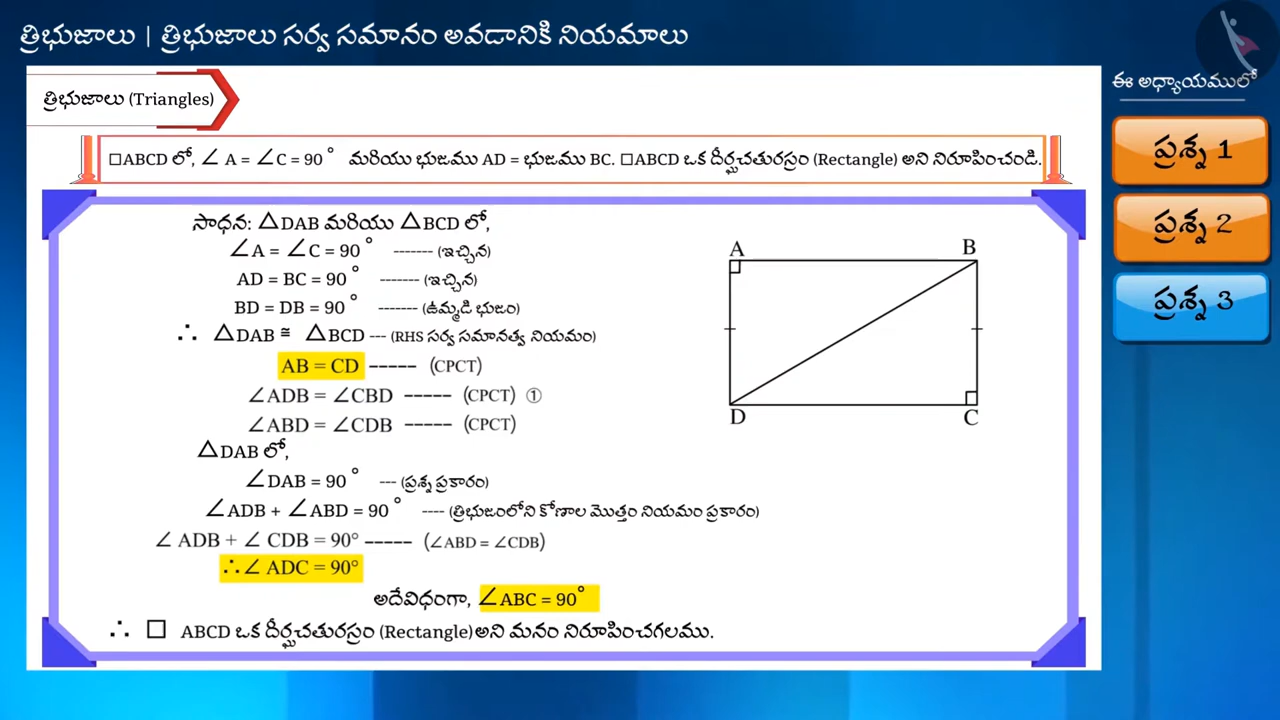 త్రిభుజాలు | త్రిభుజాలు సర్వ సమానం అవడానికి నియమాలు
ఈ అధ్యాయములో
త్రిభుజాలు (Triangles)
□ABCD లో, ∠ A = ∠C = 90° మరియు భుజము AD = భుజము BC. □ABCD ఒక దీర్ఘచతురస్రం (Rectangle) అని నిరూపించండి.
సాధన: △DAB మరియు △BCD లో,
∠A = ∠C = 90° ------- (ఇచ్చిన)
AD = BC = 90° ------- (ఇచ్చిన)
BD = DB = 90° ------- (ఉమ్మడి భుజం)
∴ △DAB ≅ △BCD --- (RHS సర్వ సమానత్వ నియమం)
AB = CD ----- (CPCT)
∠ADB = ∠CBD ----- (CPCT) ①
∠ABD = ∠CDB ----- (CPCT)
△DAB లో,
∠DAB = 90° --- (ప్రశ్న ప్రకారం)
∠ADB + ∠ABD = 90° ---- (త్రిభుజంలోని కోణాల మొత్తం నియమం ప్రకారం)
∠ ADB + ∠ CDB = 90° ----- (∠ABD = ∠CDB)
∴ ∠ ADC = 90°
అదేవిధంగా, ∠ABC = 90°
∴ □ ABCD ఒక దీర్ఘచతురస్రం (Rectangle)అని మనం నిరూపించగలము.
A B
D C
ప్రశ్న 1
ప్రశ్న 2
ప్రశ్న 3